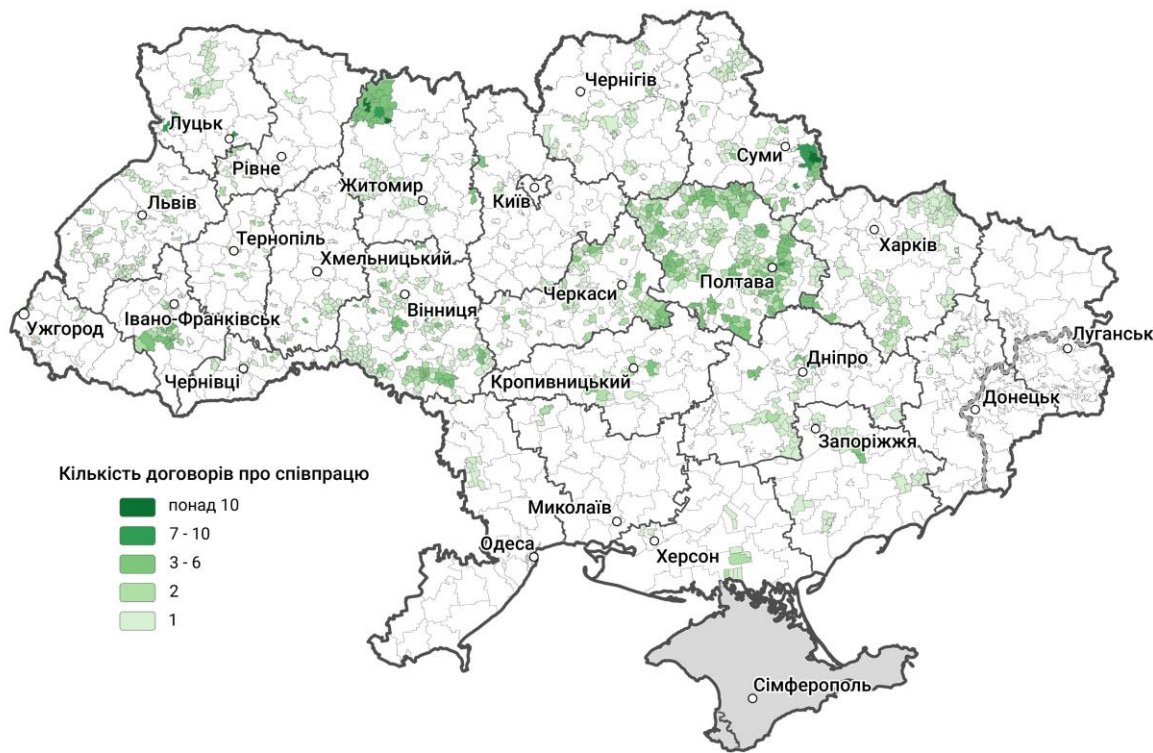 Чернігів
Луцьк
Рівне
Суми
Житомир
Київ
Львів
Тернопіль
Хмельницький
Харків
Полтава
Черкаси
Вінниця
Івано-Франківськ
Ужгород
Чернівці
Кропивницький
Дніпро
Луганськ
Донецьк
Запоріжжя
Кількість договорів про співпрацю
понад 10
7 - 10
3 - 6
2
1
Миколаїв
Одеса
Херсон
Сімферополь